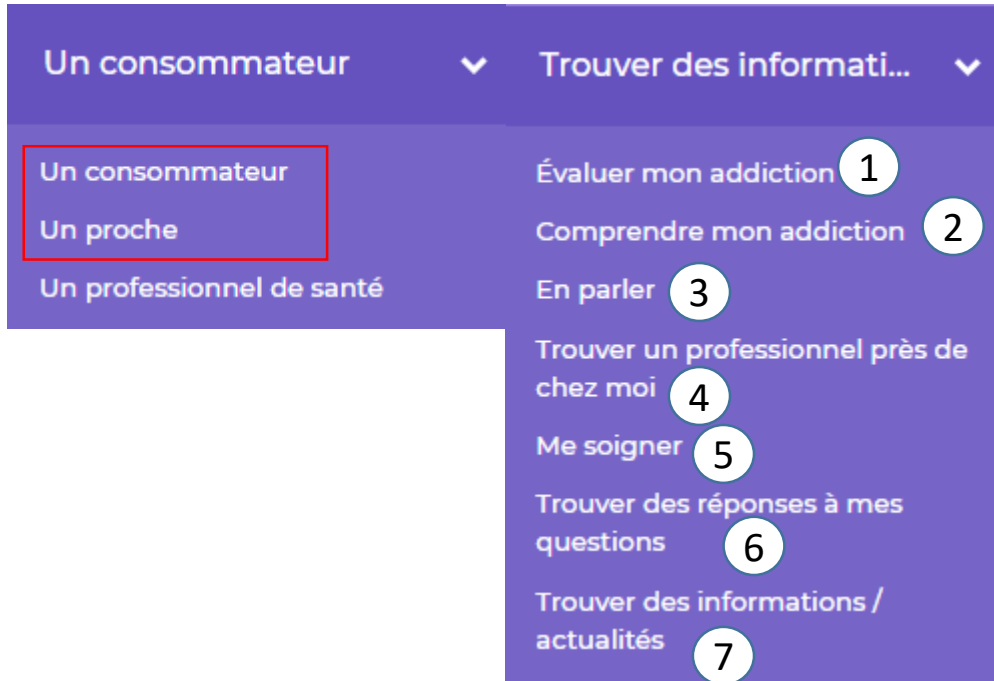 Un consommateur
Un consommateur
Un proche
Un professionnel de santé
Trouver des informati...
Évaluer mon addiction 1
Comprendre mon addiction 2
En parler 3
Trouver un professionnel près de
chez moi 4
Me soigner 5
Trouver des réponses à mes
questions 6
Trouver des informations /
actualités 7